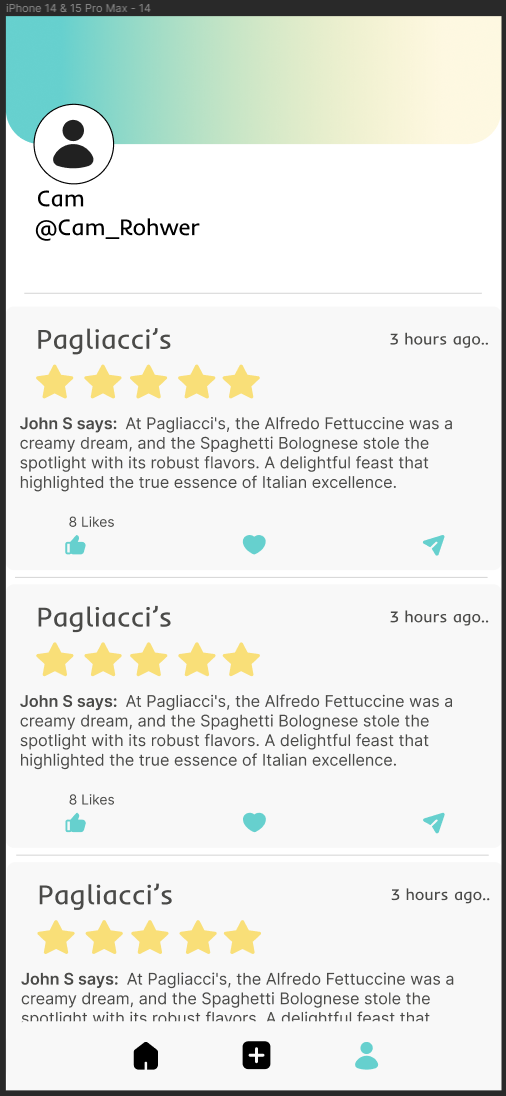 iPhone 14 & 15 Pro Max - 14
Cam
@Cam_Rohwer
Pagliacci’s
3 hours ago..
John S says: At Pagliacci's, the Alfredo Fettuccine was a
creamy dream, and the Spaghetti Bolognese stole the
spotlight with its robust flavors. A delightful feast that
highlighted the true essence of Italian excellence.
8 Likes
Pagliacci’s
3 hours ago..
John S says: At Pagliacci's, the Alfredo Fettuccine was a
creamy dream, and the Spaghetti Bolognese stole the
spotlight with its robust flavors. A delightful feast that
highlighted the true essence of Italian excellence.
8 Likes
Pagliacci’s
3 hours ago..
John S says: At Pagliacci's, the Alfredo Fettuccine was a
creamy dream, and the Spaghetti Bolognese stole the
spotlight with its robust flavors. A delightful feast that